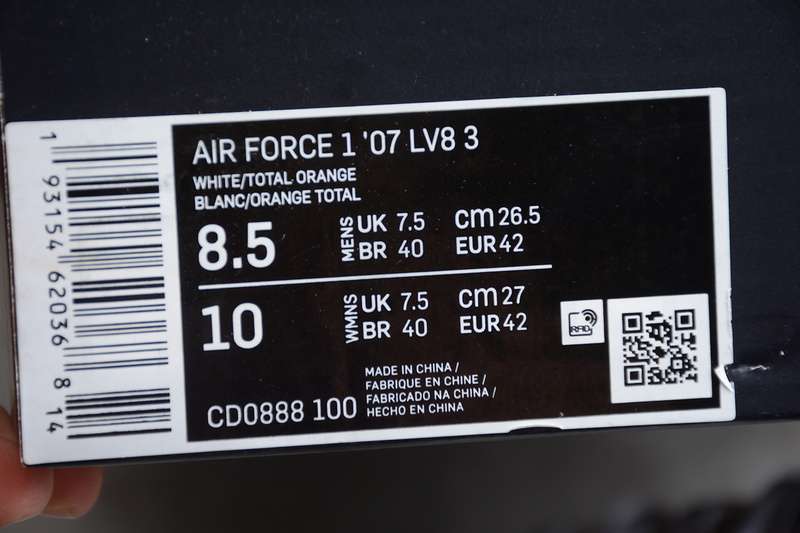 AIR FORCE 1 '07 LV8 3
WHITE/TOTAL ORANGE
BLANC/ORANGE TOTAL
8.5 MENS UK 7.5 CM 26.5
BR 40 EUR 42
10 WMNS UK 7.5 CM 27
BR 40 EUR 42
RFID
MADE IN CHINA /
FABRIQUE EN CHINE /
FABRICADO NA CHINA /
HECHO EN CHINA
CD0888 100
1 93154 62036 8 14